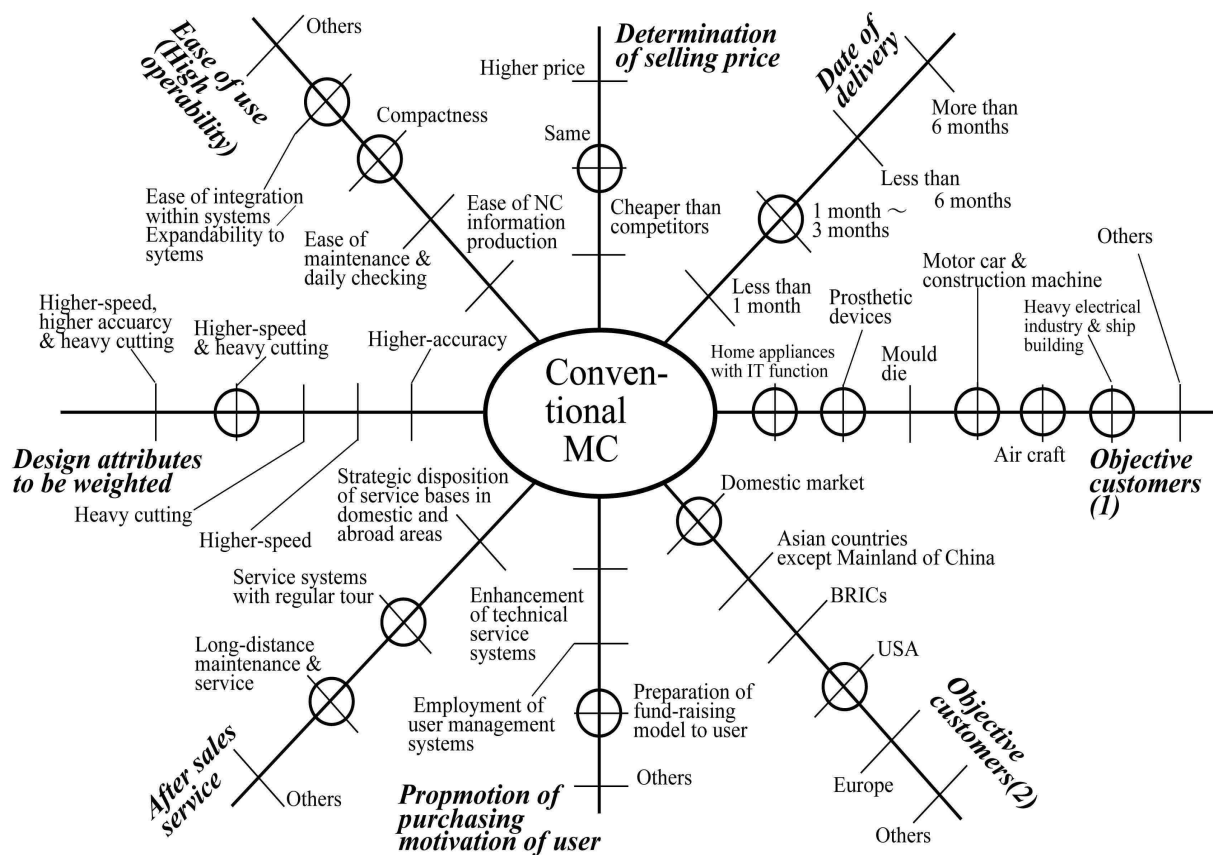 Ease of use
(High
operability)
Others
Compactness
Ease of integration
within systems
Expandability to
sytems
Ease of
maintenance &
daily checking
Ease of NC
information
production
Determination
of selling price
Higher price
Same
Cheaper than
competitors
Date of
delivery
More than
6 months
Less than
6 months
1 month ～
3 months
Less than
1 month
Others
Motor car &
construction machine
Prosthetic
devices
Heavy electrical
industry & ship
building
Home appliances
with IT function
Mould
die
Air craft
Objective
customers
(1)
Higher-speed,
higher accuarcy
& heavy cutting
Higher-speed
& heavy cutting
Higher-accuracy
Conven-
tional
MC
Design attributes
to be weighted
Heavy cutting
Higher-speed
Strategic disposition
of service bases in
domestic and
abroad areas
Service systems
with regular tour
Long-distance
maintenance &
service
After sales
service
Others
Enhancement
of technical
service
systems
Employment of
user management
systems
Preparation of
fund-raising
model to user
Others
Propmotion of
purchasing
motivation of user
Domestic market
Asian countries
except Mainland of China
BRICs
USA
Europe
Others
Objective
customers(2)